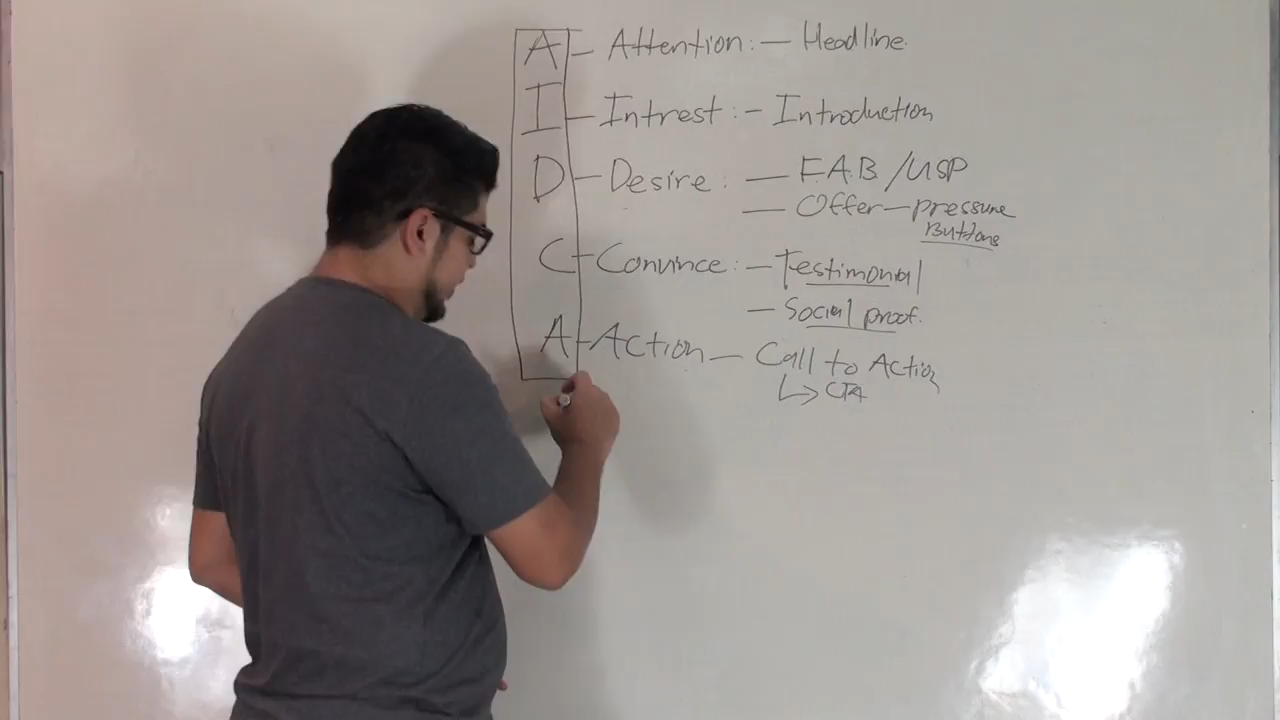 A – Attention: – Headline.
I – Intrest: – Introduction
D – Desire: – F.A.B. / USP
– Offer – pressure
Buttons
C – Convince: – Testimonial
– Social proof.
A – Action – Call to Action
↳ CTA